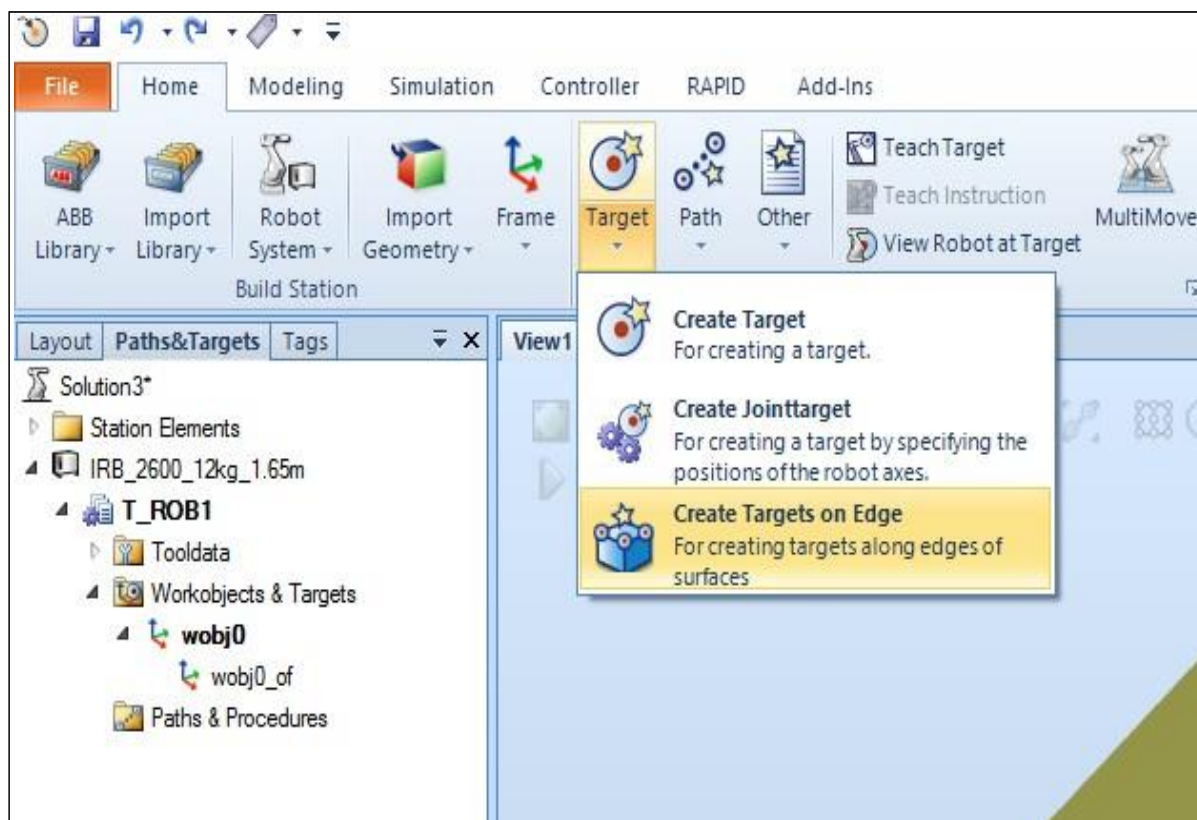 File Home Modeling Simulation Controller RAPID Add-Ins
ABB Library
Import Library
Robot System
Import Geometry
Frame
Target
Path
Other
Teach Target
Teach Instruction
View Robot at Target
MultiMove
Build Station
Layout Paths&Targets Tags
View1
Solution3*
Station Elements
IRB_2600_12kg_1.65m
T_ROB1
Tooldata
Workobjects & Targets
wobj0
wobj0_of
Paths & Procedures
Create Target
For creating a target.
Create Jointtarget
For creating a target by specifying the
positions of the robot axes.
Create Targets on Edge
For creating targets along edges of
surfaces